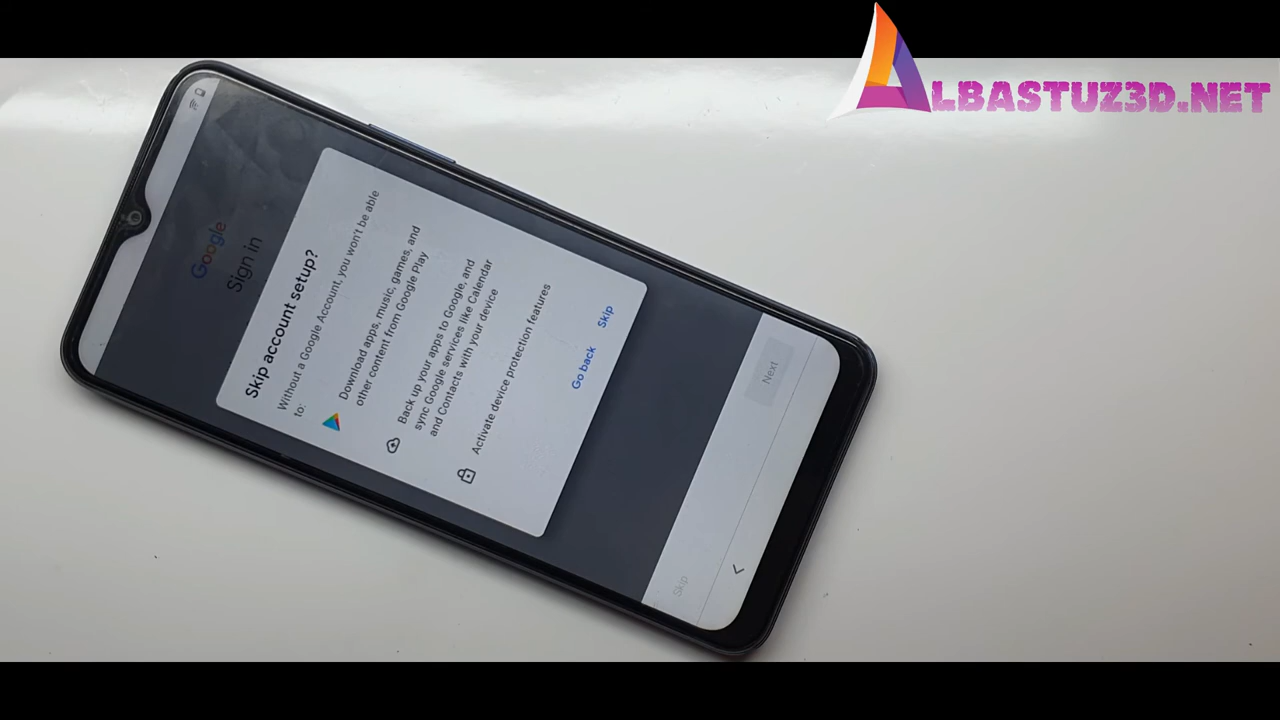 ALBASTUZ3D.NET
Google
Sign in
Skip account setup?
Without a Google Account, you won't be able
to:
Download apps, music, games, and
other content from Google Play
Back up your apps to Google, and
sync Google services like Calendar
and Contacts with your device
Activate device protection features
Go back
Skip
Skip
Next